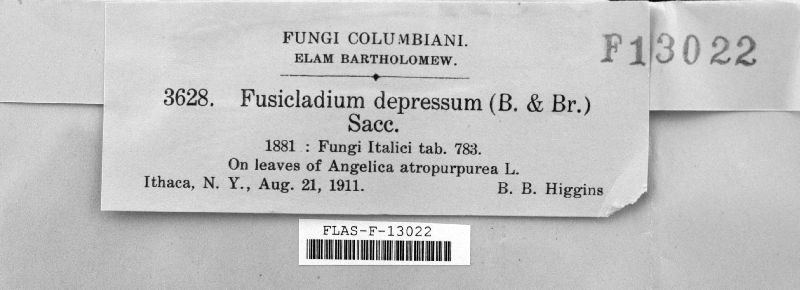 FUNGI COLUMBIANI.
ELAM BARTHOLOMEW.
F13022
3628. Fusicladium depressum (B. & Br.)
Sacc.
1881 : Fungi Italici tab. 783.
On leaves of Angelica atropurpurea L.
Ithaca, N. Y., Aug. 21, 1911. B. B. Higgins
FLAS-F-13022